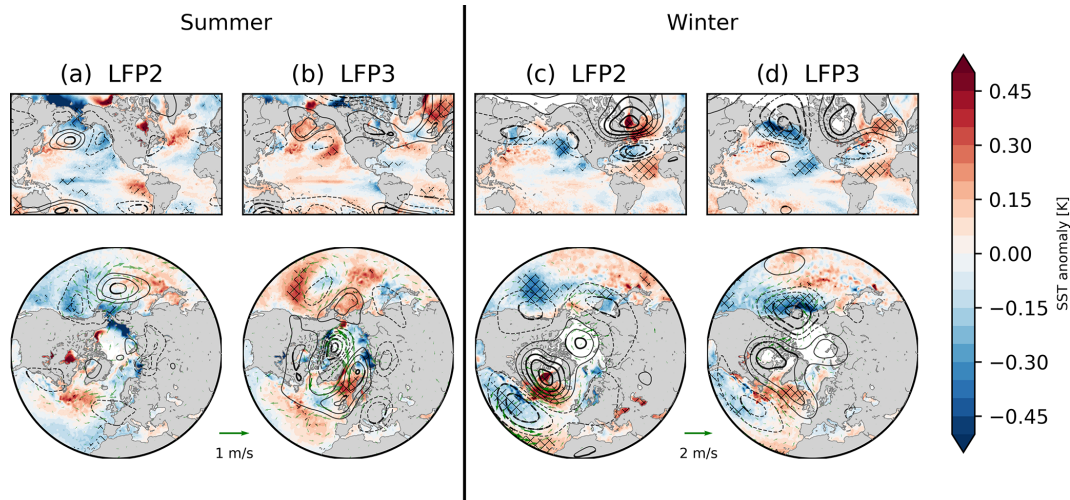 Summer
Winter
(a) LFP2
(b) LFP3
(c) LFP2
(d) LFP3
0.45
0.30
0.15
0.00
−0.15
−0.30
−0.45
SST anomaly [K]
1 m/s
2 m/s